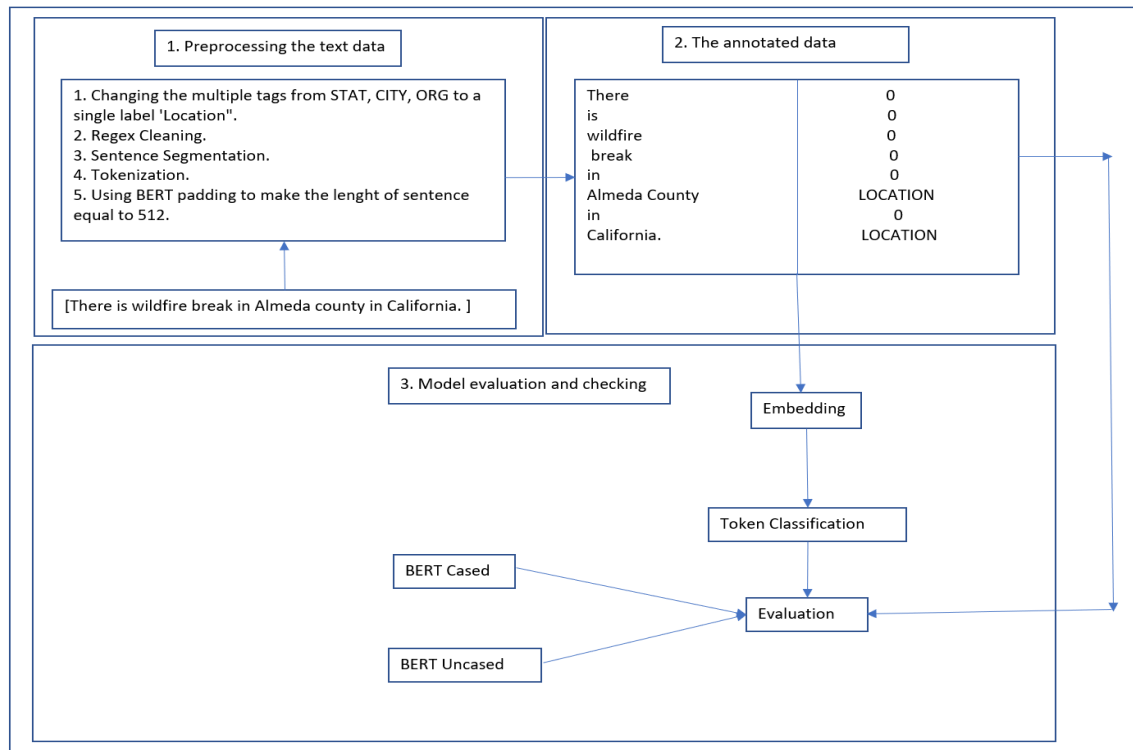 1. Preprocessing the text data
1. Changing the multiple tags from STAT, CITY, ORG to a
single label 'Location".
2. Regex Cleaning.
3. Sentence Segmentation.
4. Tokenization.
5. Using BERT padding to make the lenght of sentence
equal to 512.
[There is wildfire break in Almeda county in California. ]
2. The annotated data
There 0
is 0
wildfire 0
break 0
in 0
Almeda County LOCATION
in 0
California. LOCATION
3. Model evaluation and checking
Embedding
Token Classification
BERT Cased
Evaluation
BERT Uncased